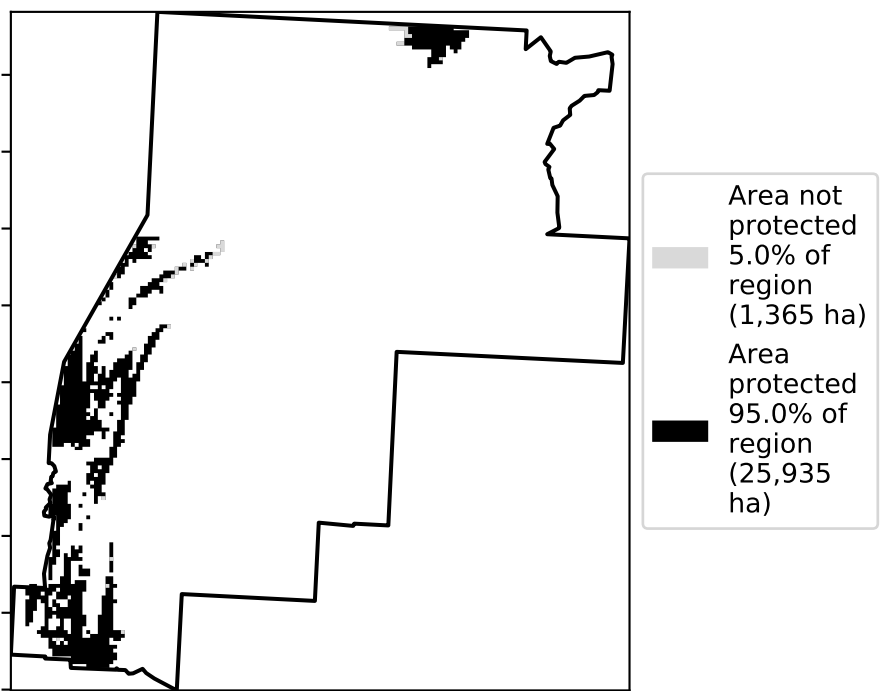 Area not
protected
5.0% of
region
(1,365 ha)
Area
protected
95.0% of
region
(25,935
ha)